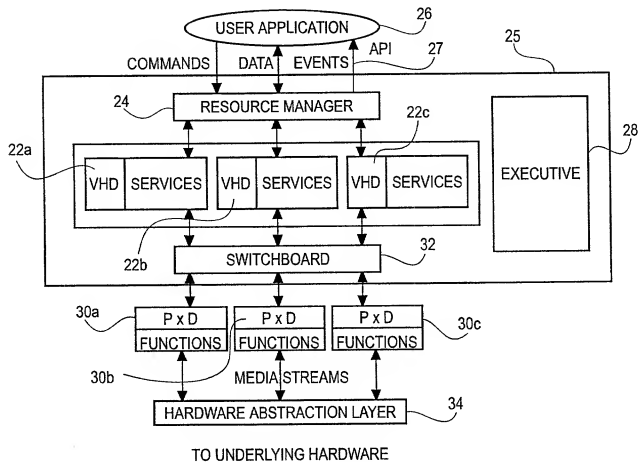 USER APPLICATION
26
COMMANDS DATA EVENTS API
27
25
24
RESOURCE MANAGER
22a
22c
28
VHD SERVICES VHD SERVICES VHD SERVICES
EXECUTIVE
22b
32
SWITCHBOARD
30a
P x D P x D P x D
30c
FUNCTIONS FUNCTIONS FUNCTIONS
30b
MEDIA STREAMS
HARDWARE ABSTRACTION LAYER
34
TO UNDERLYING HARDWARE